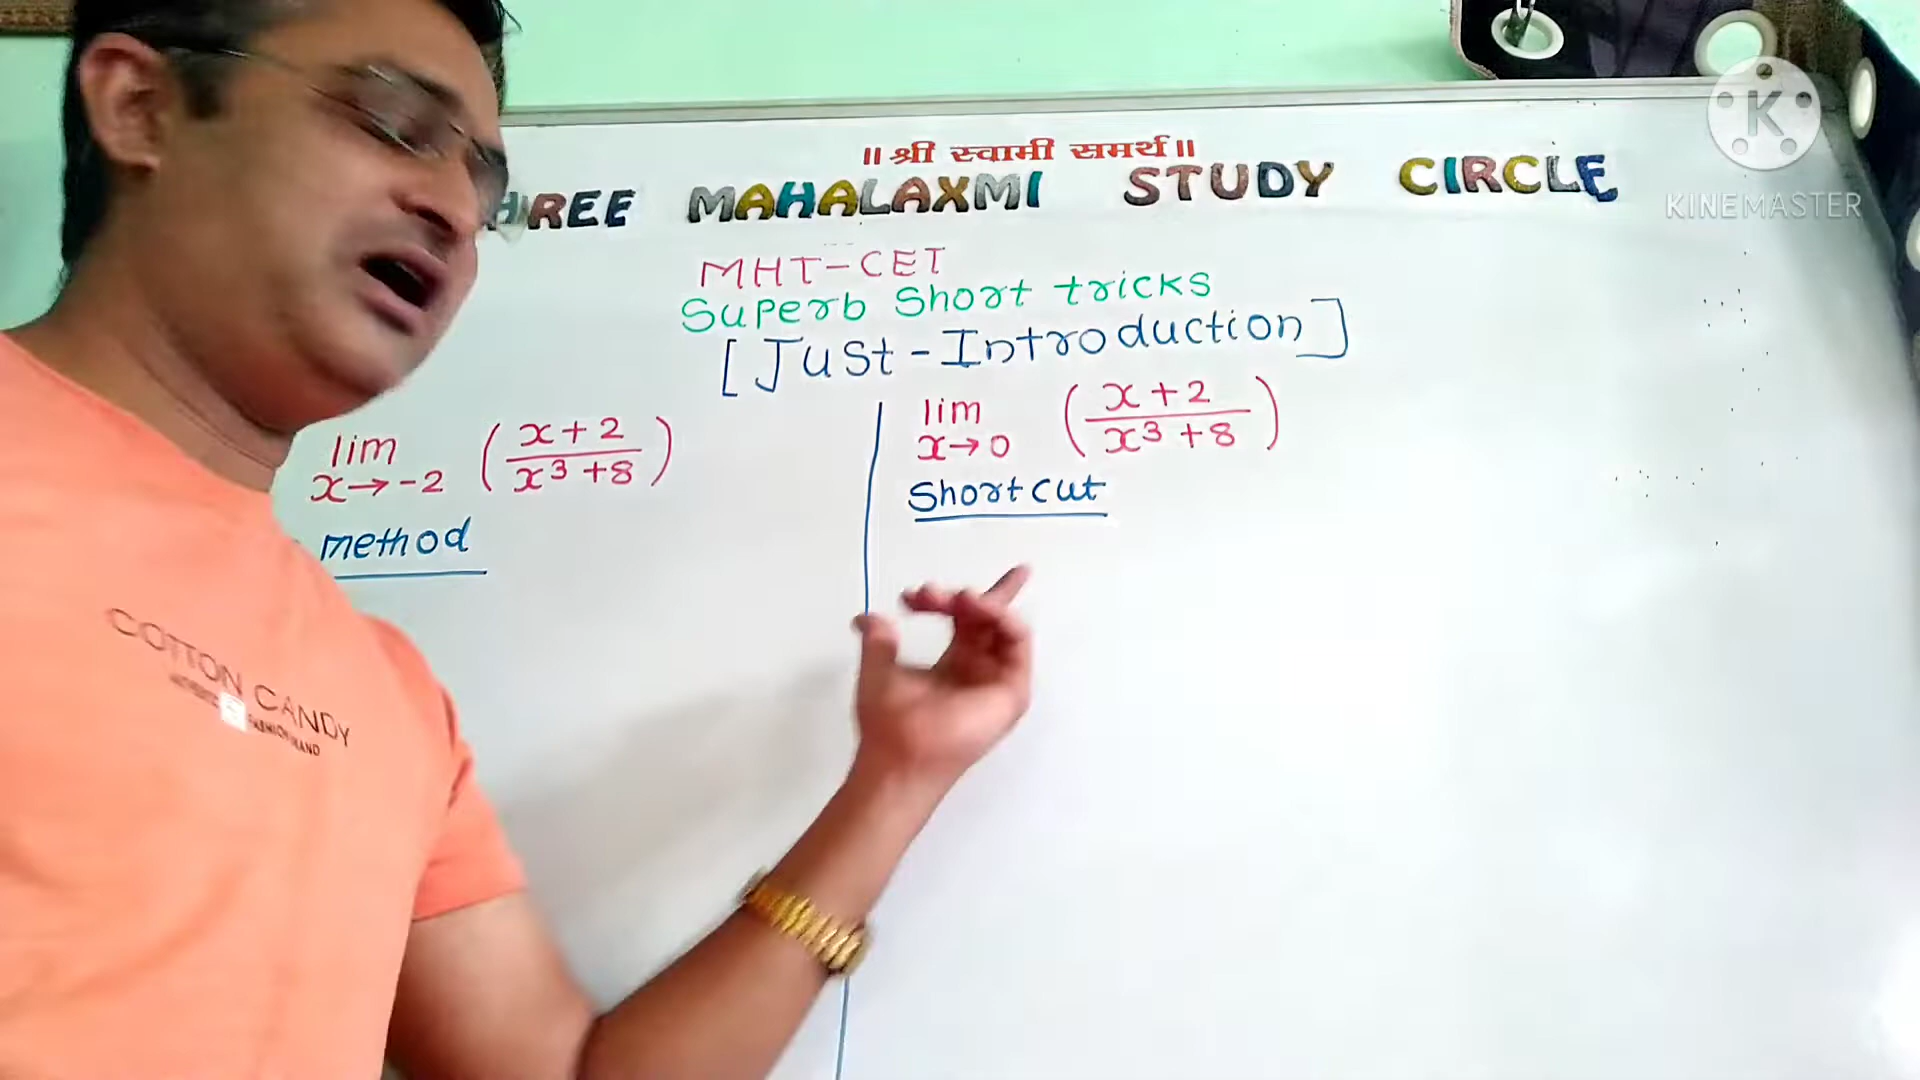 ॥ श्री स्वामी समर्थ ॥
HREE MAHALAXMI STUDY CIRCLE
K
KINEMASTER
MHT-CET
Superb Short tricks
[Just-Introduction]
lim x→-2 (x+2 / x³+8)
method
lim x→0 (x+2 / x³+8)
Shortcut
COTTON CANDY